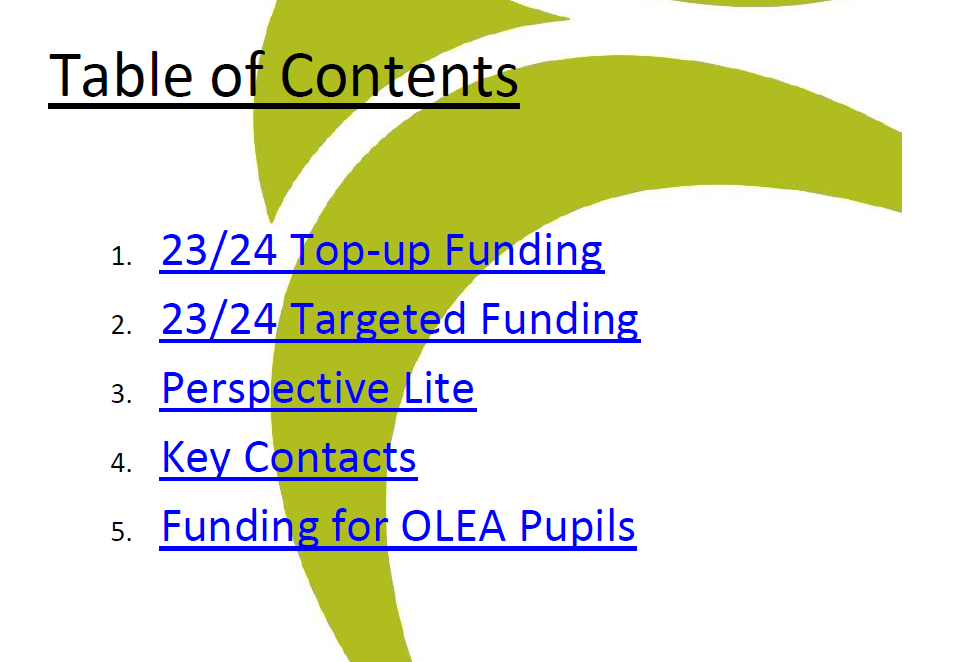 Table of Contents
1. 23/24 Top-up Funding
2. 23/24 Targeted Funding
3. Perspective Lite
4. Key Contacts
5. Funding for OLEA Pupils